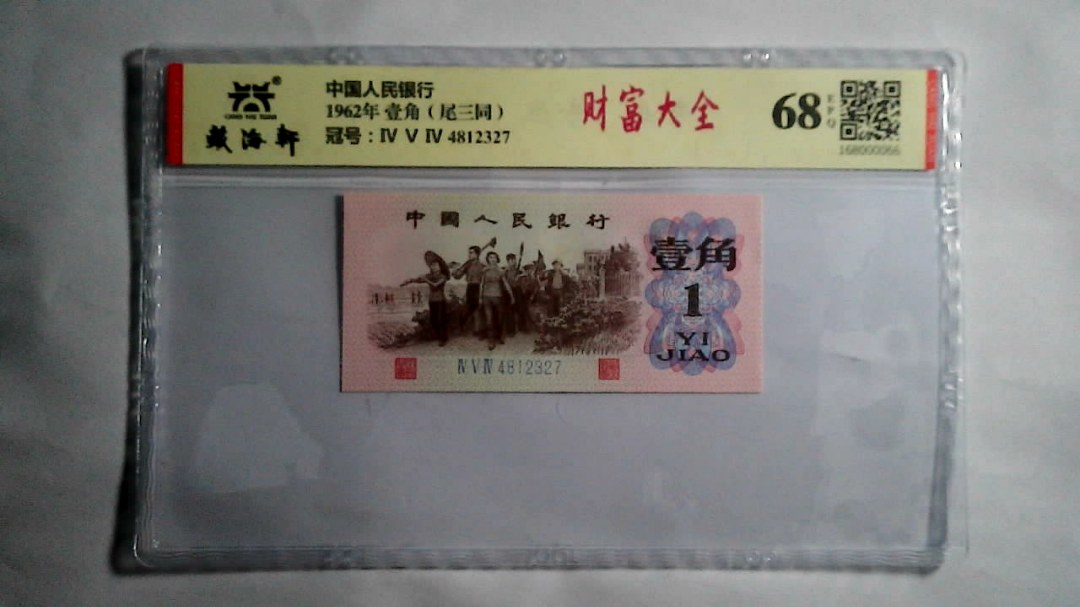 中国人民银行
1962年 壹角（尾三同）
冠号：Ⅳ Ⅴ Ⅳ 4812327
藏海轩
财富大全
68
EPQ
168000066
中國人民銀行
壹角
1
YI
JIAO
ⅣⅤⅣ 4812327